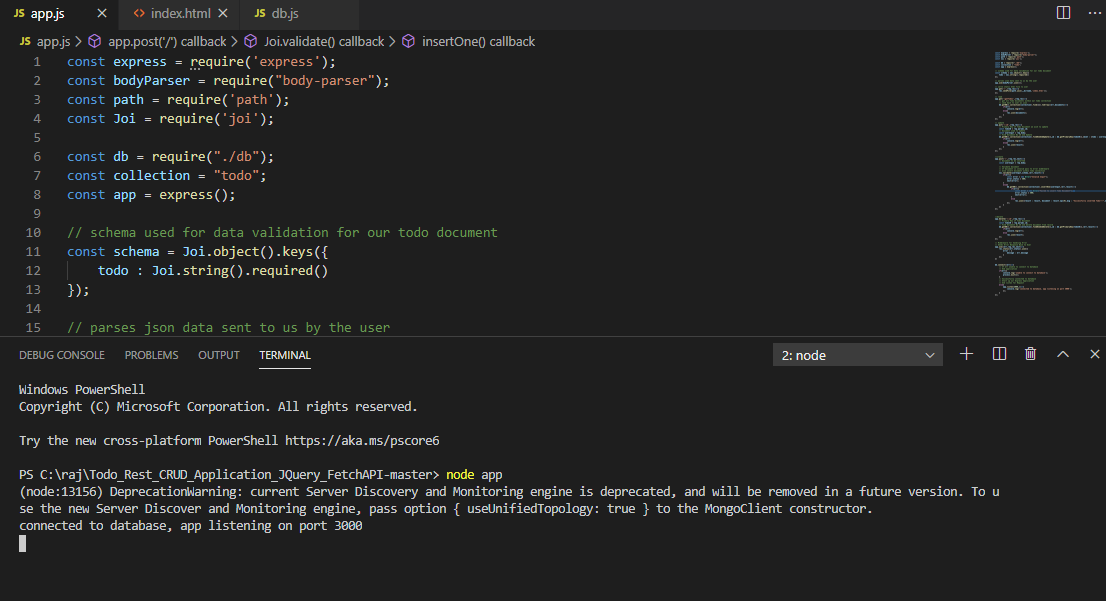 JS app.js
index.html
JS db.js
JS app.js > app.post('/') callback > Joi.validate() callback > insertOne() callback
1 const express = require('express');
2 const bodyParser = require("body-parser");
3 const path = require('path');
4 const Joi = require('joi');
5
6 const db = require("./db");
7 const collection = "todo";
8 const app = express();
9
10 // schema used for data validation for our todo document
11 const schema = Joi.object().keys({
12 todo : Joi.string().required()
13 });
14
15 // parses json data sent to us by the user
DEBUG CONSOLE PROBLEMS OUTPUT TERMINAL 2: node
Windows PowerShell
Copyright (C) Microsoft Corporation. All rights reserved.
Try the new cross-platform PowerShell https://aka.ms/pscore6
PS C:\raj\Todo_Rest_CRUD_Application_JQuery_FetchAPI-master> node app
(node:13156) DeprecationWarning: current Server Discovery and Monitoring engine is deprecated, and will be removed in a future version. To u
se the new Server Discover and Monitoring engine, pass option { useUnifiedTopology: true } to the MongoClient constructor.
connected to database, app listening on port 3000